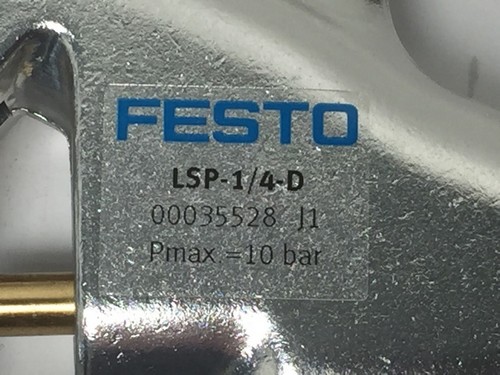 FESTO
LSP-1/4-D
00035528 J1
Pmax =10 bar